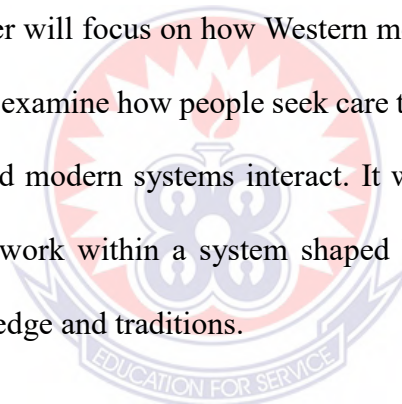 er will focus on how Western m
examine how people seek care t
d modern systems interact. It w
work within a system shaped
edge and traditions.
EDUCATION FOR SERVICE